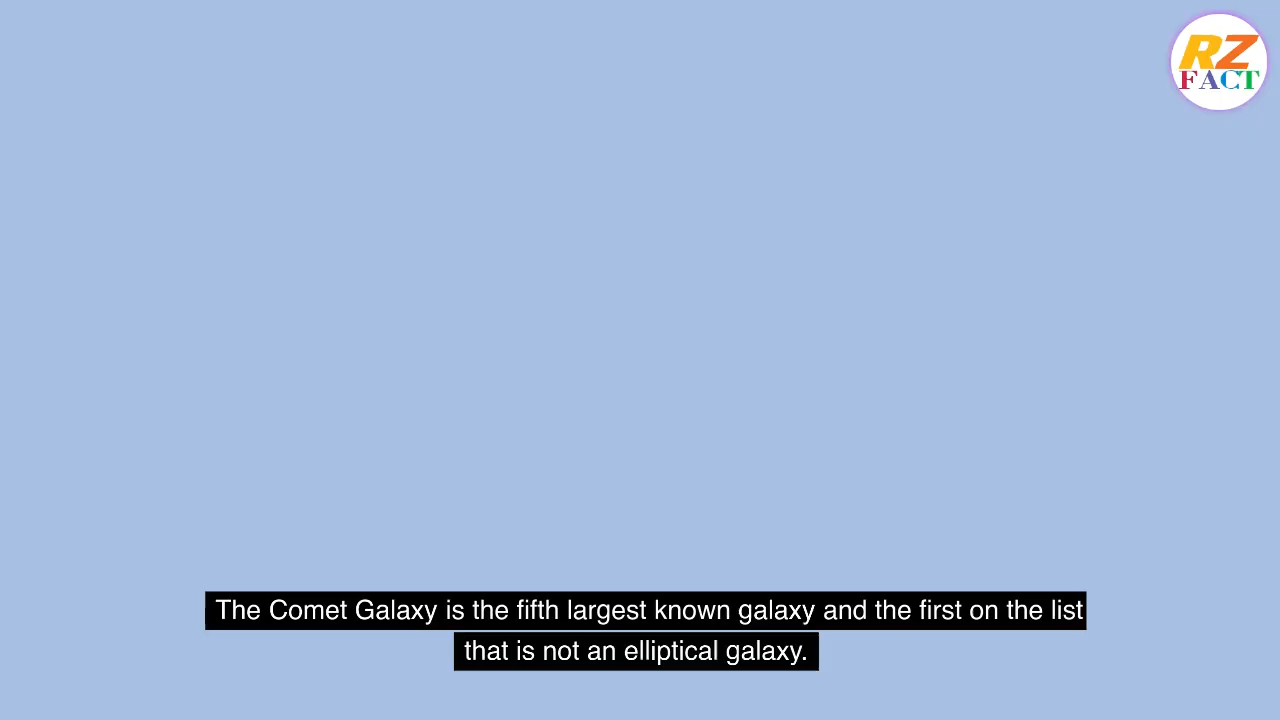 RZ
FACT
The Comet Galaxy is the fifth largest known galaxy and the first on the list
that is not an elliptical galaxy.